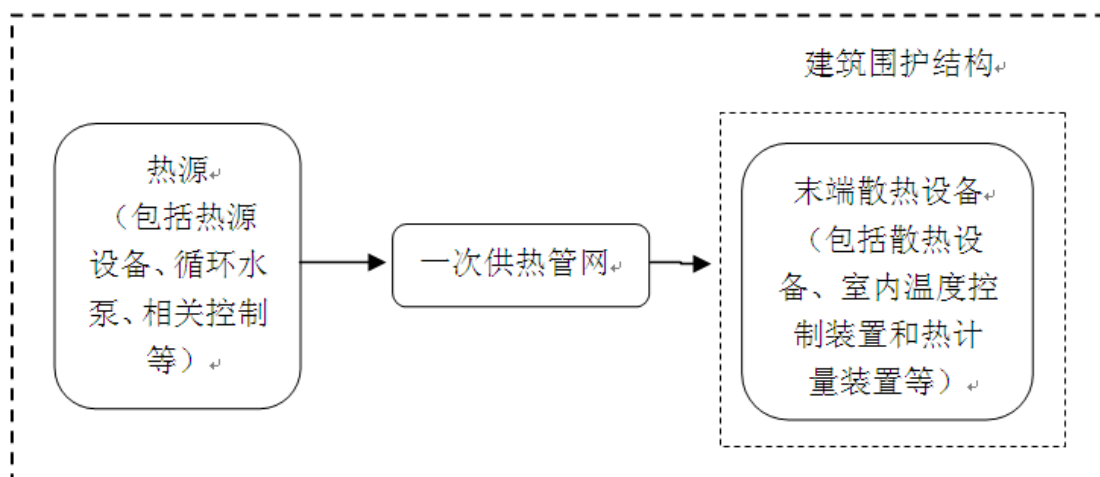 建筑围护结构
热源
（包括热源
设备、循环水
泵、相关控制
等）
一次供热管网
末端散热设备
（包括散热设
备、室内温度控
制装置和热计
量装置等）